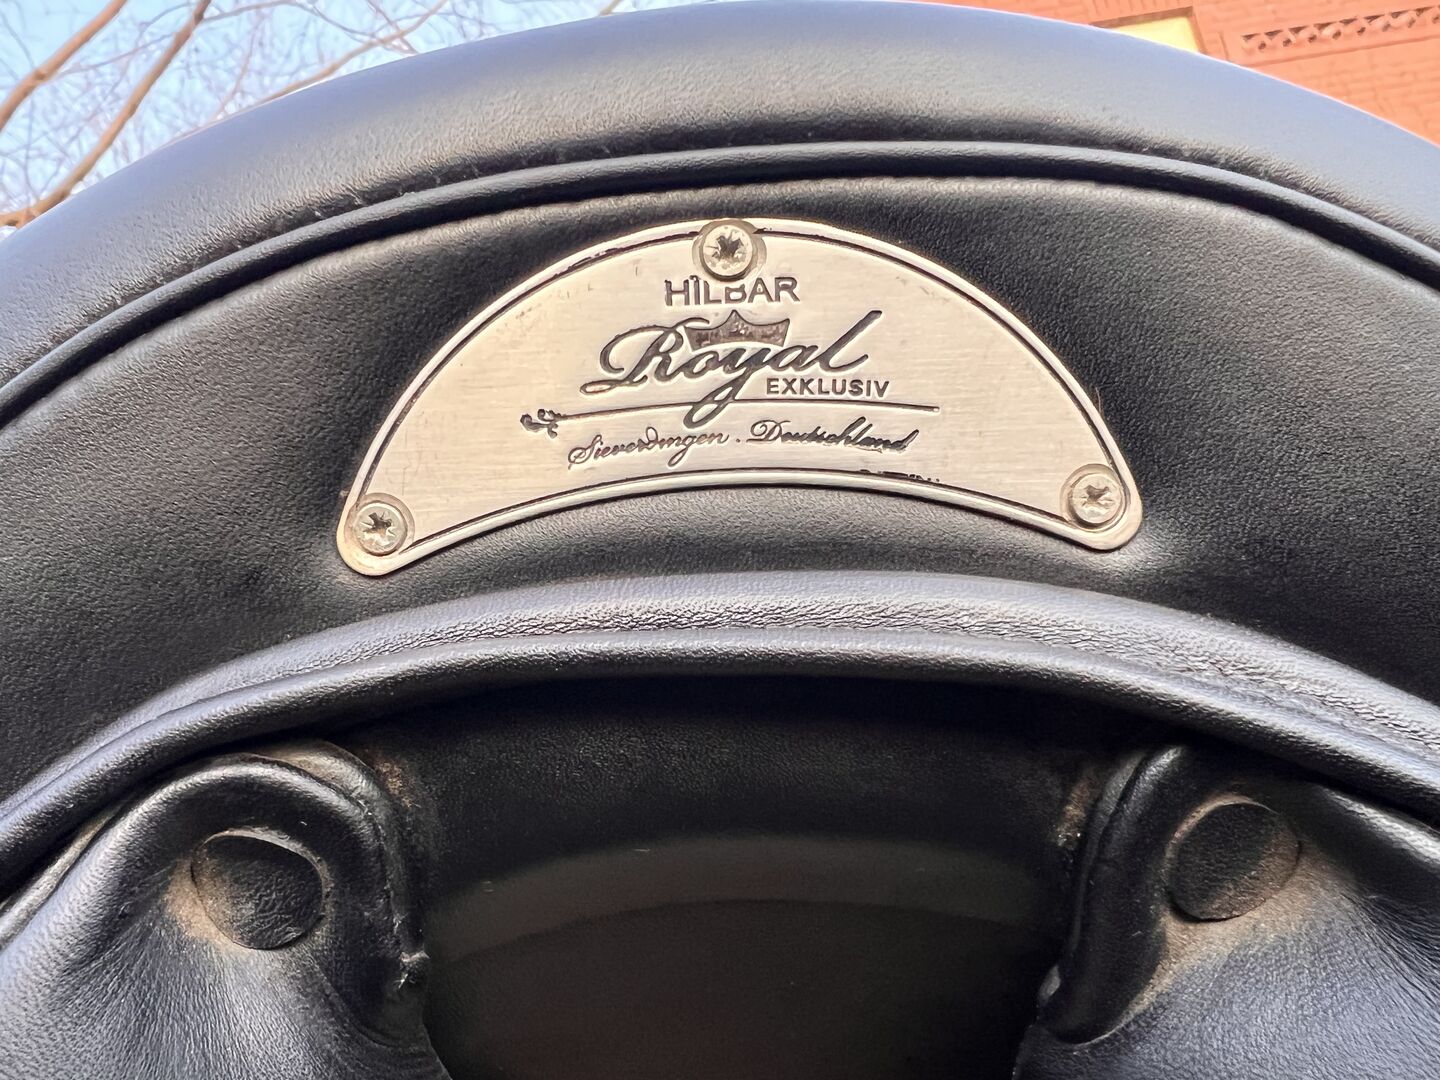 HILBAR
Royal
EXKLUSIV
Sieverdingen . Deutschland